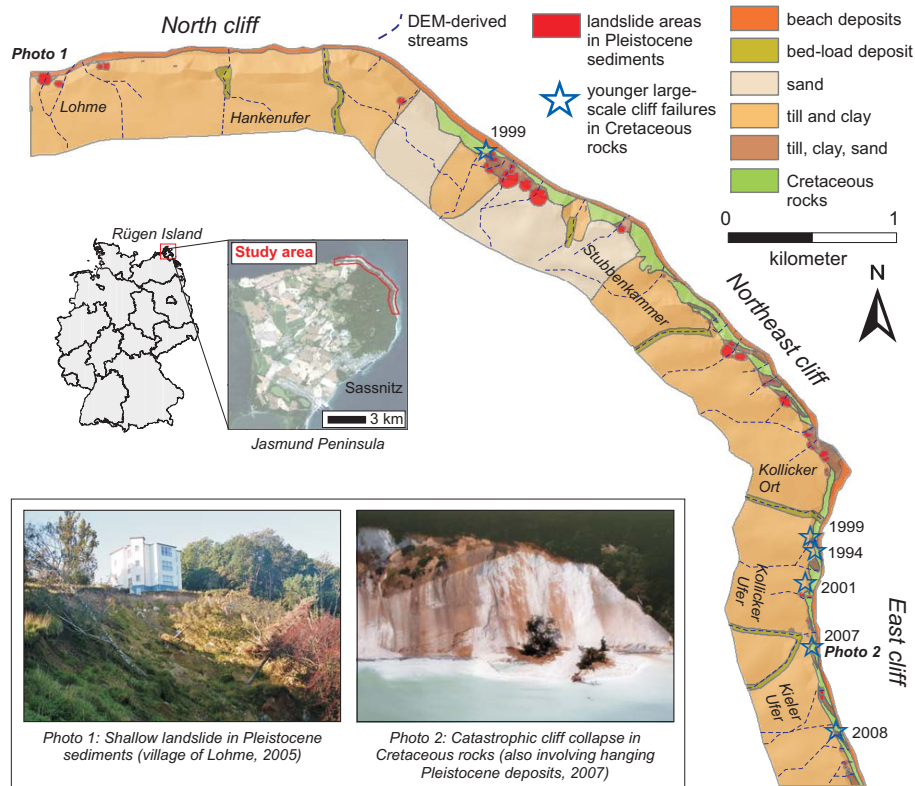 North cliff
Photo 1
Lohme
Hankenufer
DEM-derived
streams
landslide areas
in Pleistocene
sediments
younger large-
scale cliff failures
in Cretaceous
rocks
beach deposits
bed-load deposit
sand
till and clay
till, clay, sand
Cretaceous
rocks
0
1
kilometer
N
1999
Stubbenkammer
Northeast cliff
Rügen Island
Study area
Sassnitz
3 km
Jasmund Peninsula
Kollicker
Ort
1999
1994
2001
Kollicker
Ufer
2007
Photo 2
East cliff
Kieler
Ufer
2008
Photo 1: Shallow landslide in Pleistocene
sediments (village of Lohme, 2005)
Photo 2: Catastrophic cliff collapse in
Cretaceous rocks (also involving hanging
Pleistocene deposits, 2007)